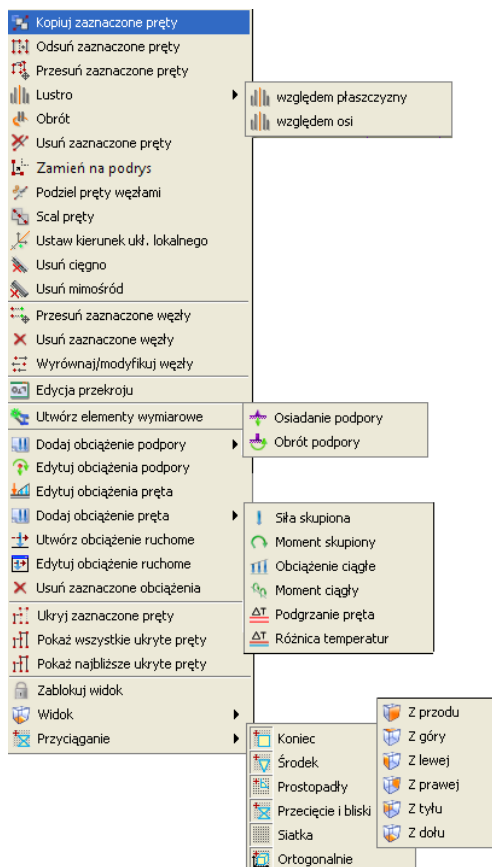 Kopiuj zaznaczone pręty
Odsuń zaznaczone pręty
Przesuń zaznaczone pręty
Lustro
względem płaszczyzny
względem osi
Obrót
Usuń zaznaczone pręty
Zamień na podrys
Podziel pręty węzłami
Scal pręty
Ustaw kierunek ukł. lokalnego
Usuń cięgno
Usuń mimośród
Przesuń zaznaczone węzły
Usuń zaznaczone węzły
Wyrównaj/modyfikuj węzły
Edycja przekroju
Utwórz elementy wymiarowe
Dodaj obciążenie podpory
Osiadanie podpory
Obrót podpory
Edytuj obciążenia podpory
Edytuj obciążenia pręta
Dodaj obciążenie pręta
Siła skupiona
Moment skupiony
Obciążenie ciągłe
Moment ciągły
Podgrzanie pręta
Różnica temperatur
Utwórz obciążenie ruchome
Edytuj obciążenie ruchome
Usuń zaznaczone obciążenia
Ukryj zaznaczone pręty
Pokaż wszystkie ukryte pręty
Pokaż najbliższe ukryte pręty
Zablokuj widok
Widok
Z przodu
Z góry
Z lewej
Z prawej
Z tyłu
Z dołu
Przyciąganie
Koniec
Środek
Prostopadły
Przecięcie i bliski
Siatka
Ortogonalnie